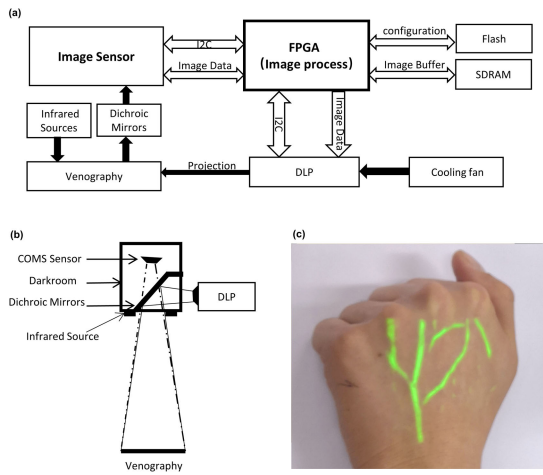 (a)
Image Sensor
I2C
Image Data
FPGA
(Image process)
configuration
Flash
Image Buffer
SDRAM
Infrared
Sources
Dichroic
Mirrors
I2C
Image Data
Venography
Projection
DLP
Cooling fan
(b)
COMS Sensor
Darkroom
Dichroic Mirrors
DLP
Infrared Source
Venography
(c)